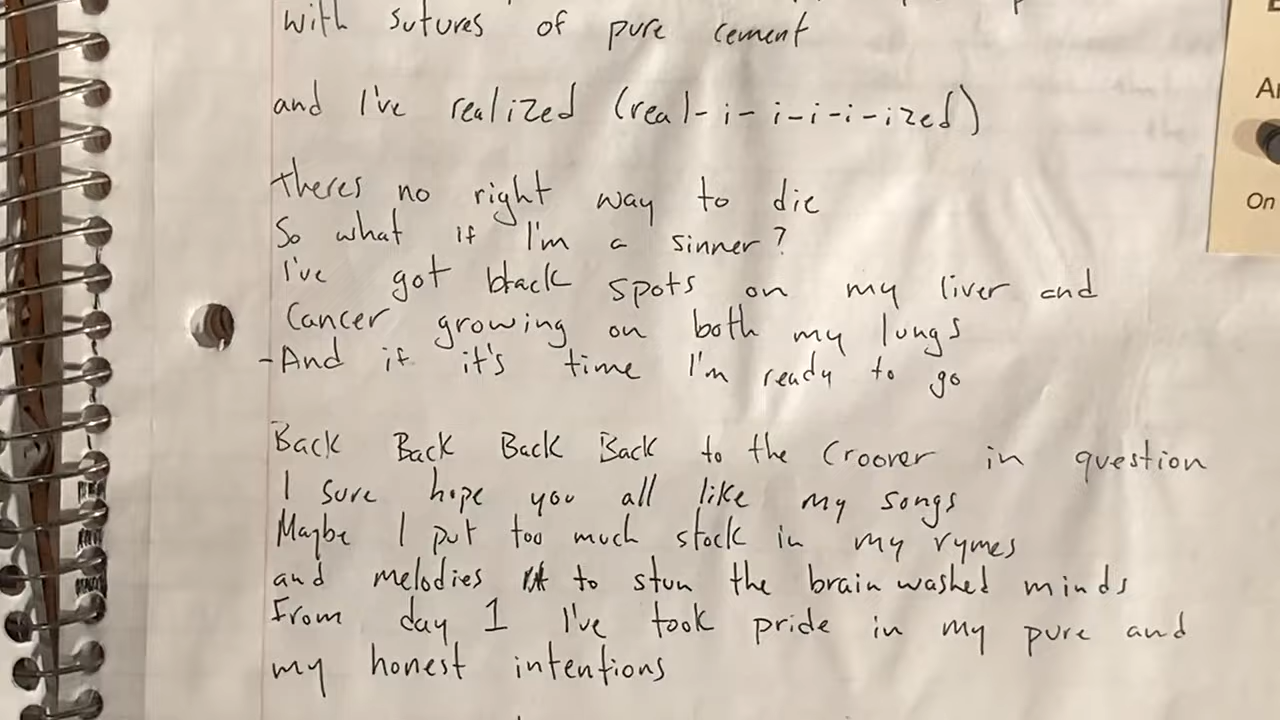 with sutures of pure cement
and I've realized (real-i-i-i-i-ized)
theres no right way to die
So what if I'm a sinner?
I've got black spots on my liver and
Cancer growing on both my lungs
-And if it's time I'm ready to go
Back Back Back Back to the Croover in question
I sure hope you all like my songs
Maybe I put too much stock in my rymes
and melodies to stun the brain washed minds
From day 1 I've took pride in my pure and
my honest intentions
On